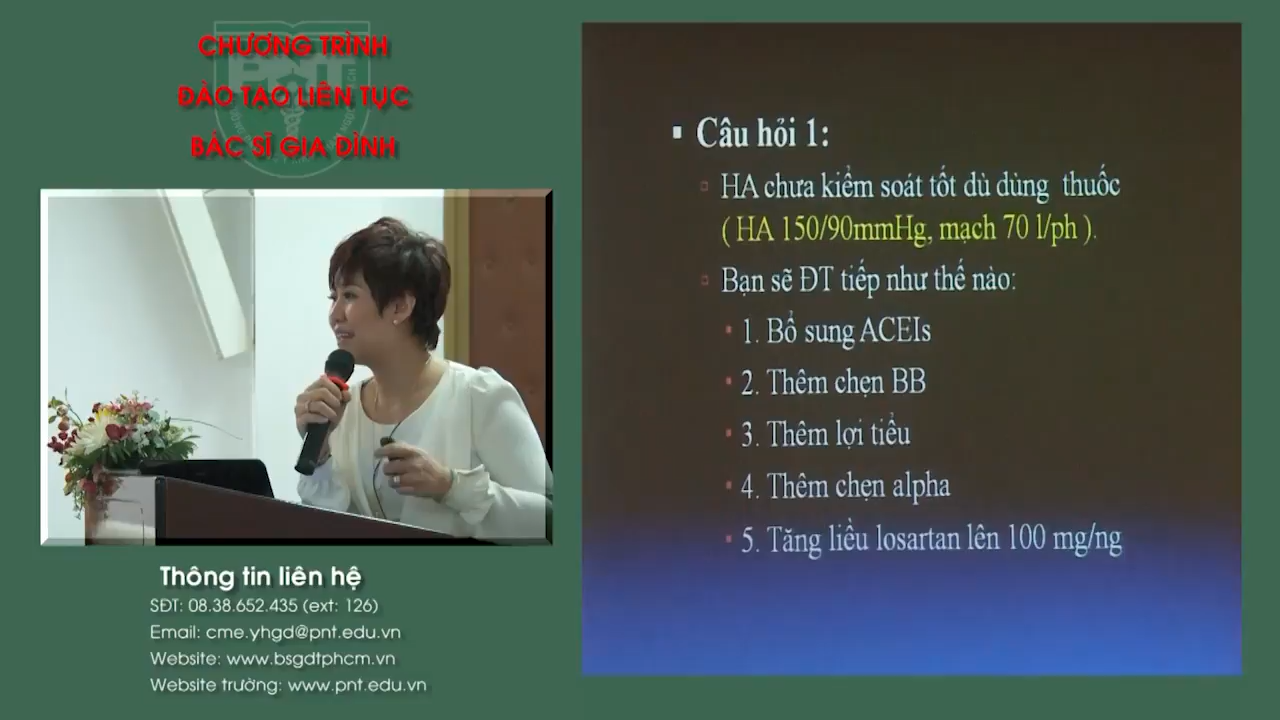 CHƯƠNG TRÌNH
ĐÀO TẠO LIÊN TỤC
BÁC SĨ GIA ĐÌNH
PNT
Thông tin liên hệ
SĐT: 08.38.652.435 (ext: 126)
Email: cme.yhgd@pnt.edu.vn
Website: www.bsgdtphcm.vn
Website trường: www.pnt.edu.vn
▪ Câu hỏi 1:
▫ HA chưa kiểm soát tốt dù dùng thuốc
( HA 150/90mmHg, mạch 70 l/ph ).
▫ Bạn sẽ ĐT tiếp như thế nào:
▪ 1. Bổ sung ACEIs
▪ 2. Thêm chẹn BB
▪ 3. Thêm lợi tiểu
▪ 4. Thêm chẹn alpha
▪ 5. Tăng liều losartan lên 100 mg/ng